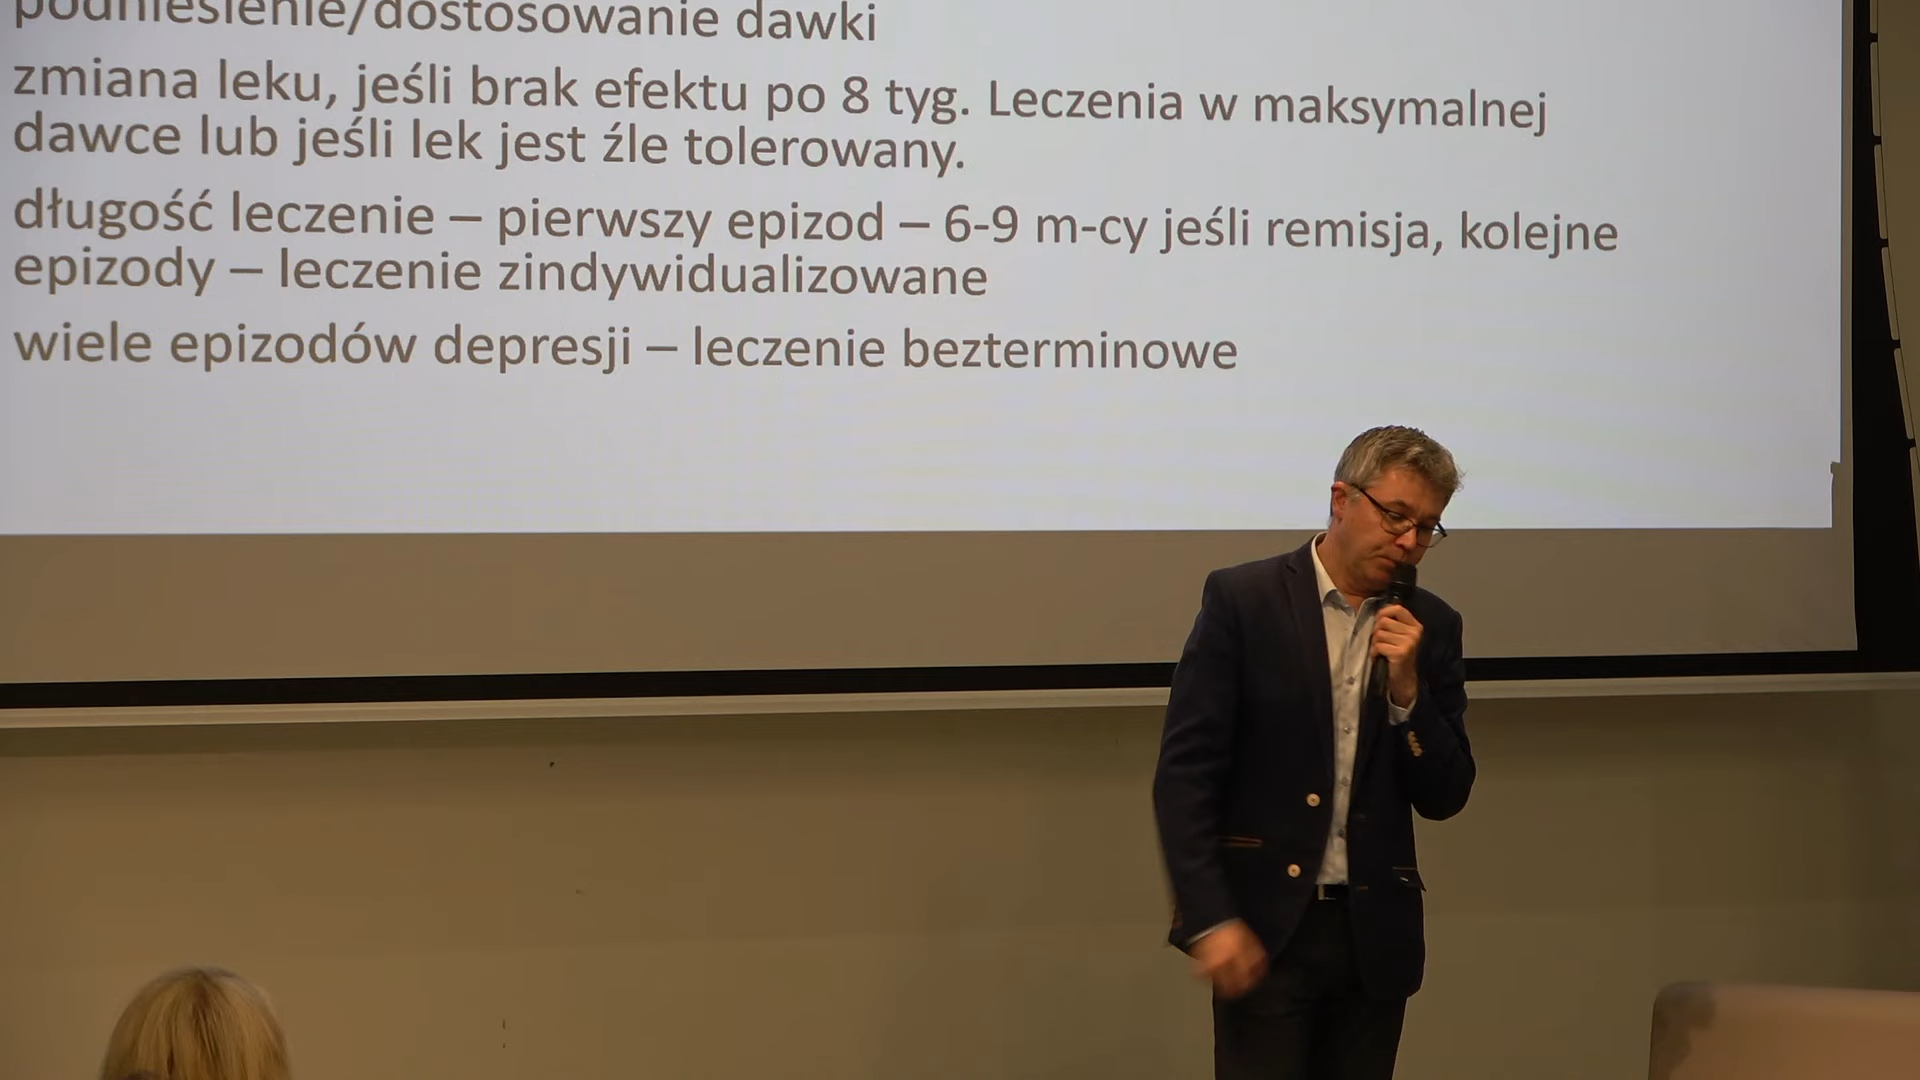 podniesienie/dostosowanie dawki
zmiana leku, jeśli brak efektu po 8 tyg. Leczenia w maksymalnej
dawce lub jeśli lek jest źle tolerowany.
długość leczenie – pierwszy epizod – 6-9 m-cy jeśli remisja, kolejne
epizody – leczenie zindywidualizowane
wiele epizodów depresji – leczenie bezterminowe